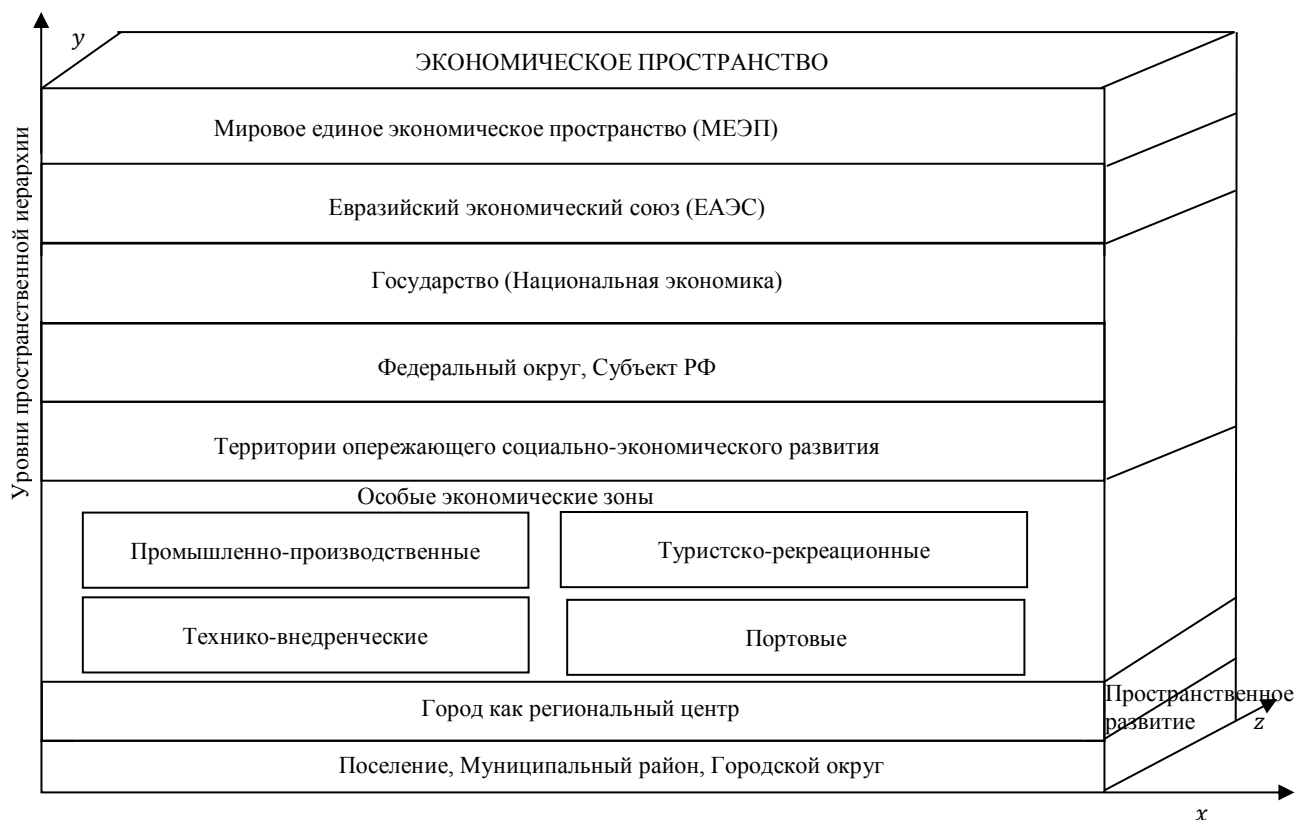 y
ЭКОНОМИЧЕСКОЕ ПРОСТРАНСТВО
Уровни пространственной иерархии
Мировое единое экономическое пространство (МЕЭП)
Евразийский экономический союз (ЕАЭС)
Государство (Национальная экономика)
Федеральный округ, Субъект РФ
Территории опережающего социально-экономического развития
Особые экономические зоны
Промышленно-производственные
Туристско-рекреационные
Технико-внедренческие
Портовые
Город как региональный центр
Пространственное
развитие
z
Поселение, Муниципальный район, Городской округ
x